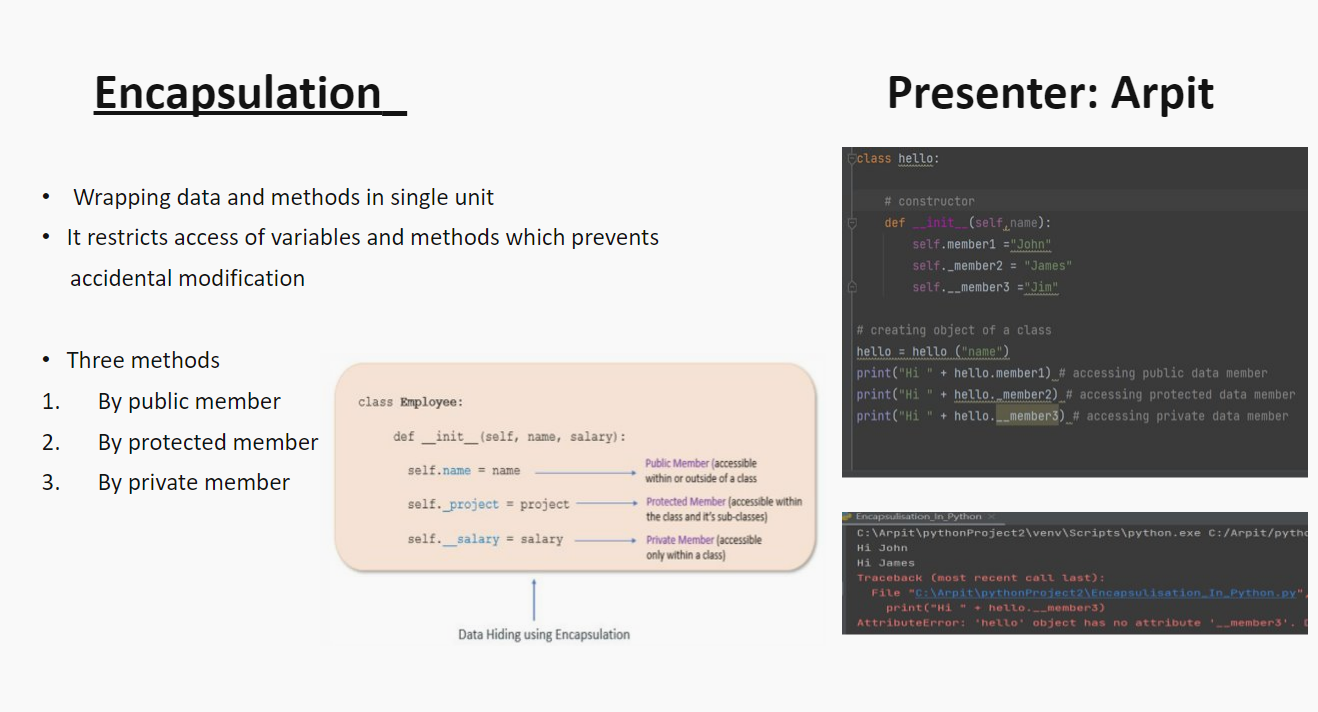 Encapsulation_
Presenter: Arpit
• Wrapping data and methods in single unit
• It restricts access of variables and methods which prevents
accidental modification
• Three methods
1. By public member
2. By protected member
3. By private member
class Employee:
def __init__(self, name, salary):
self.name = name
Public Member (accessible
within or outside of a class
self._project = project
Protected Member (accessible within
the class and it's sub-classes)
self.__salary = salary
Private Member (accessible
only within a class)
Data Hiding using Encapsulation
class hello:
# constructor
def __init__(self,name):
self.member1 ="John"
self._member2 = "James"
self.__member3 ="Jim"
# creating object of a class
hello = hello ("name")
print("Hi " + hello.member1) # accessing public data member
print("Hi " + hello._member2) # accessing protected data member
print("Hi " + hello.__member3) # accessing private data member
Encapsulisation_In_Python ×
C:\Arpit\pythonProject2\venv\Scripts\python.exe C:/Arpit/pytho
Hi John
Hi James
Traceback (most recent call last):
File "C:\Arpit\pythonProject2\Encapsulisation_In_Python.py",
print("Hi " + hello.__member3)
AttributeError: 'hello' object has no attribute '__member3'.